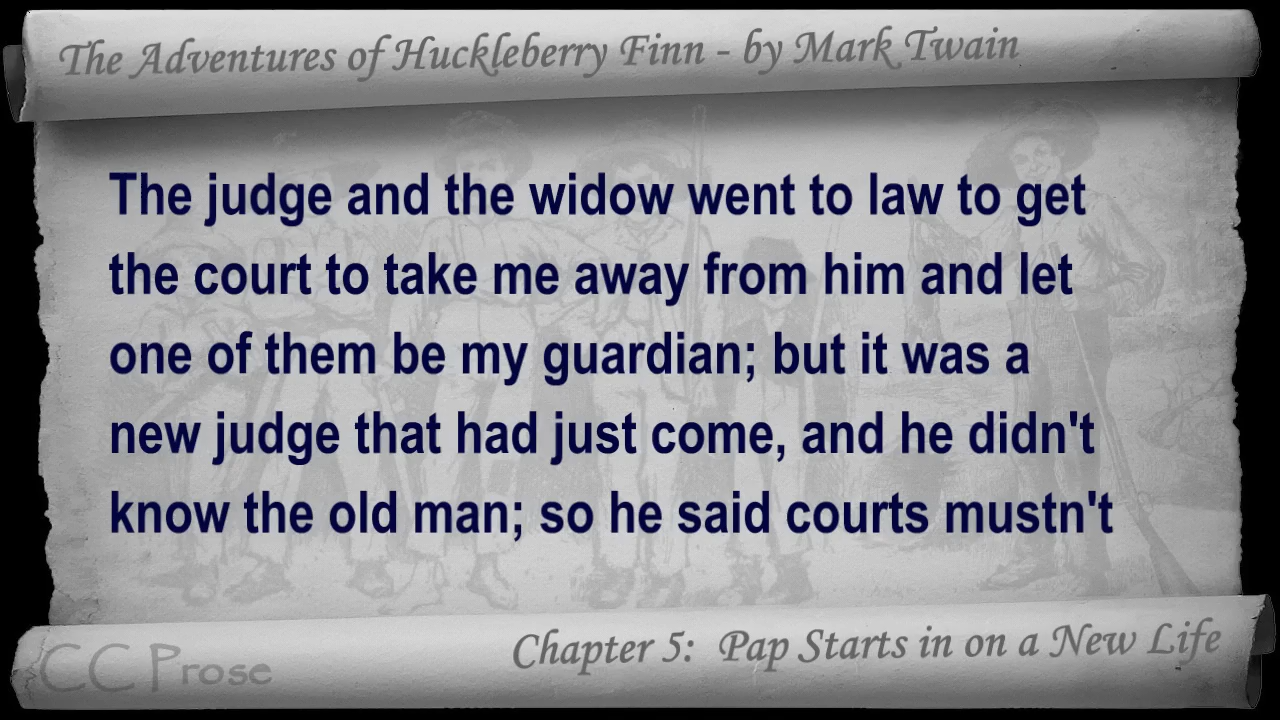 The Adventures of Huckleberry Finn - by Mark Twain
The judge and the widow went to law to get
the court to take me away from him and let
one of them be my guardian; but it was a
new judge that had just come, and he didn't
know the old man; so he said courts mustn't
Chapter 5: Pap Starts in on a New Life
CC Prose